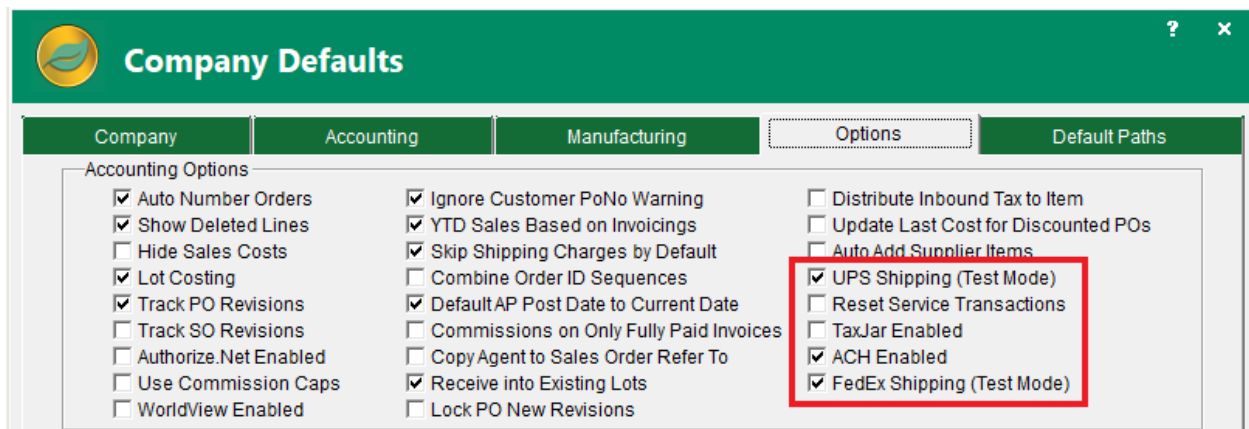 Company Defaults
? ×
Company
Accounting
Manufacturing
Options
Default Paths
Accounting Options
Auto Number Orders
Show Deleted Lines
Hide Sales Costs
Lot Costing
Track PO Revisions
Track SO Revisions
Authorize.Net Enabled
Use Commission Caps
WorldView Enabled
Ignore Customer PoNo Warning
YTD Sales Based on Invoicings
Skip Shipping Charges by Default
Combine Order ID Sequences
Default AP Post Date to Current Date
Commissions on Only Fully Paid Invoices
Copy Agent to Sales Order Refer To
Receive into Existing Lots
Lock PO New Revisions
Distribute Inbound Tax to Item
Update Last Cost for Discounted POs
Auto Add Supplier Items
UPS Shipping (Test Mode)
Reset Service Transactions
TaxJar Enabled
ACH Enabled
FedEx Shipping (Test Mode)